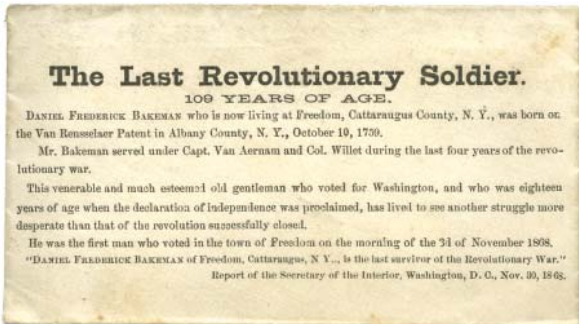 The Last Revolutionary Soldier.
109 YEARS OF AGE.
DANIEL FREDERICK BAKEMAN who is now living at Freedom, Cattaraugus County, N. Y., was born on
the Van Rensselaer Patent in Albany County, N. Y., October 10, 1759.
Mr. Bakeman served under Capt. Van Aernam and Col. Willet during the last four years of the revo-
lutionary war.
This venerable and much esteemed old gentleman who voted for Washington, and who was eighteen
years of age when the declaration of independence was proclaimed, has lived to see another struggle more
desperate than that of the revolution successfully closed.
He was the first man who voted in the town of Freedom on the morning of the 3d of November 1868.
"DANIEL FREDERICK BAKEMAN of Freedom, Cattaraugus, N Y.., is the last survivor of the Revolutionary War."
Report of the Secretary of the Interior, Washington, D. C., Nov. 30, 1868.